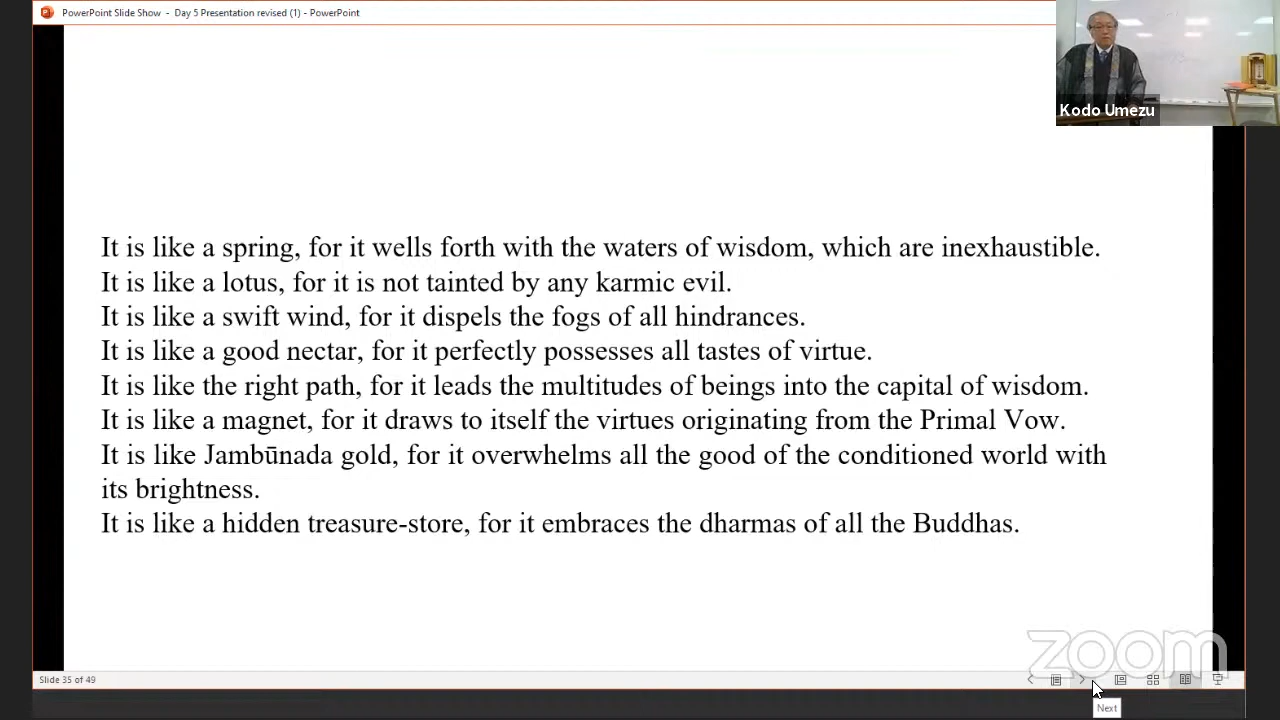 PowerPoint Slide Show - Day 5 Presentation revised (1) - PowerPoint
Kodo Umezu
It is like a spring, for it wells forth with the waters of wisdom, which are inexhaustible.
It is like a lotus, for it is not tainted by any karmic evil.
It is like a swift wind, for it dispels the fogs of all hindrances.
It is like a good nectar, for it perfectly possesses all tastes of virtue.
It is like the right path, for it leads the multitudes of beings into the capital of wisdom.
It is like a magnet, for it draws to itself the virtues originating from the Primal Vow.
It is like Jambūnada gold, for it overwhelms all the good of the conditioned world with
its brightness.
It is like a hidden treasure-store, for it embraces the dharmas of all the Buddhas.
zoom
Slide 35 of 49
Next